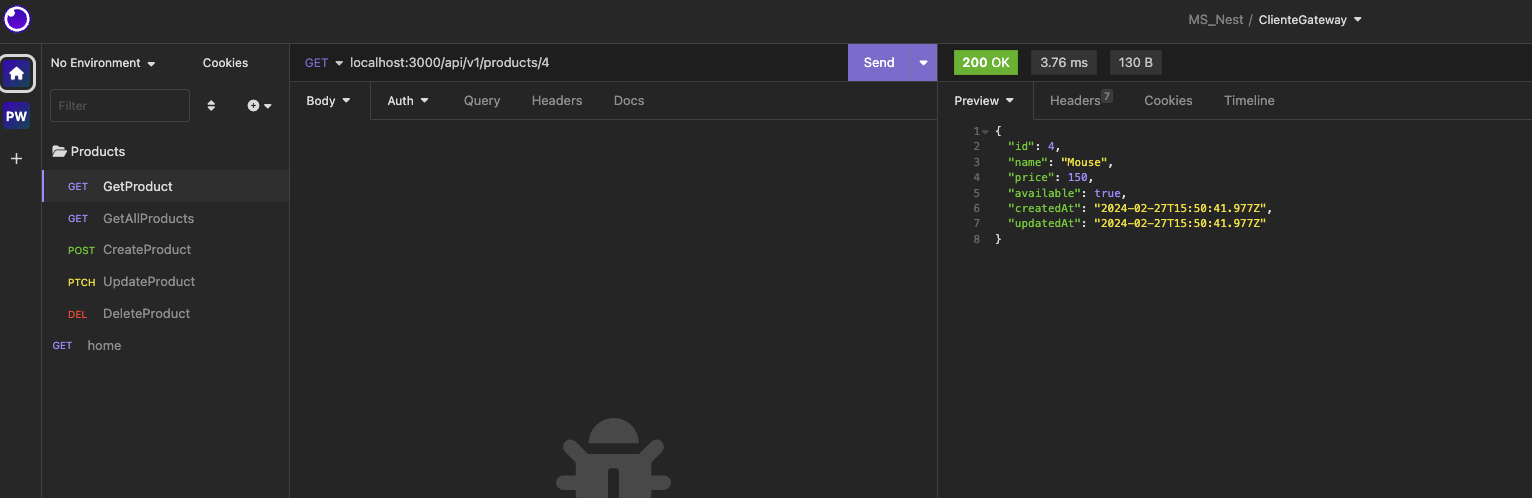 MS_Nest / ClienteGateway
No Environment
Cookies
Filter
PW
Products
GET GetProduct
GET GetAllProducts
POST CreateProduct
PTCH UpdateProduct
DEL DeleteProduct
GET home
GET localhost:3000/api/v1/products/4
Send
Body Auth Query Headers Docs
200 OK 3.76 ms 130 B
Preview Headers 7 Cookies Timeline
1 {
2 "id": 4,
3 "name": "Mouse",
4 "price": 150,
5 "available": true,
6 "createdAt": "2024-02-27T15:50:41.977Z",
7 "updatedAt": "2024-02-27T15:50:41.977Z"
8 }